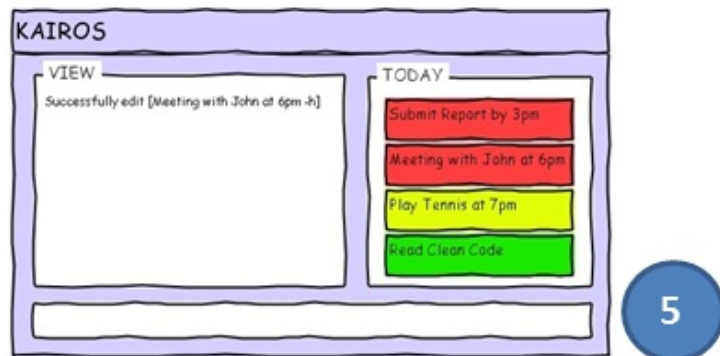 KAIROS
VIEW
Successfully edit [Meeting with John at 6pm -h]
TODAY
Submit Report by 3pm
Meeting with John at 6pm
Play Tennis at 7pm
Read Clean Code
5